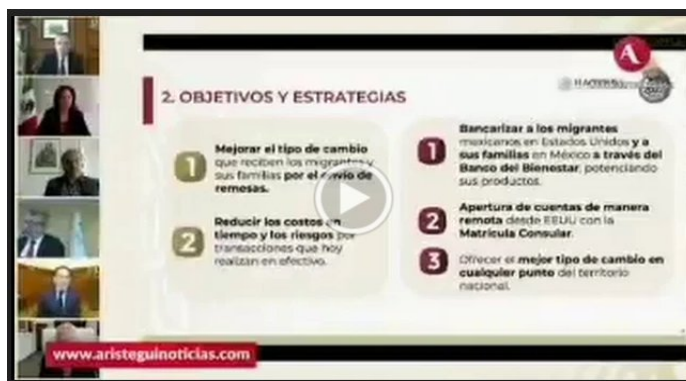 A
HACIENDA
2. OBJETIVOS Y ESTRATEGIAS
1
Mejorar el tipo de cambio
que reciben los migrantes y
sus familias por el envío de
remesas.
2
Reducir los costos en
tiempo y los riesgos por
transacciones que hoy
realizan en efectivo.
1
Bancarizar a los migrantes
mexicanos en Estados Unidos y a
sus familias en México a través del
Banco del Bienestar, potenciando
sus productos.
2
Apertura de cuentas de manera
remota desde EEUU con la
Matrícula Consular.
3
Ofrecer el mejor tipo de cambio en
cualquier punto del territorio
nacional.
www.aristeguinoticias.com